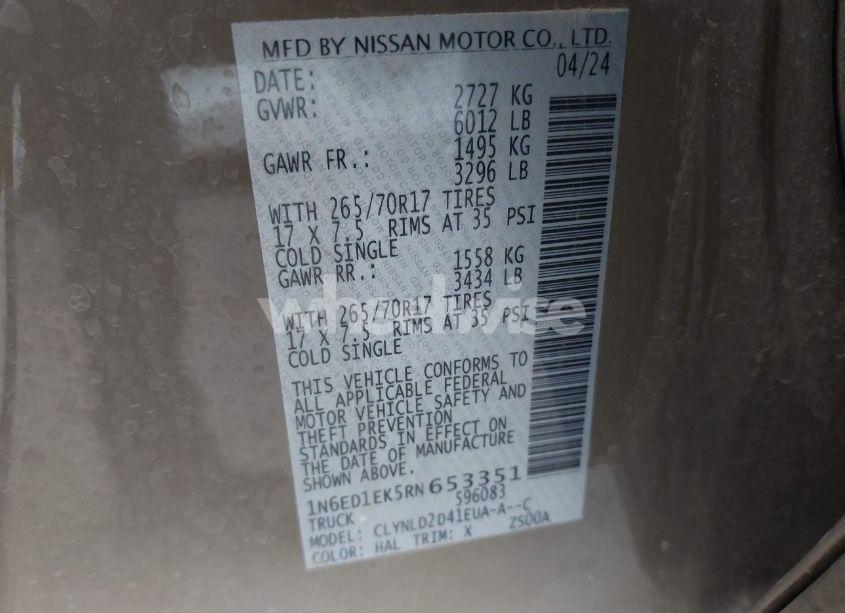 MFD BY NISSAN MOTOR CO., LTD.
DATE: 04/24
GVWR: 2727 KG
6012 LB
GAWR FR.: 1495 KG
3296 LB
WITH 265/70R17 TIRES
17 X 7.5 RIMS AT 35 PSI
COLD SINGLE
GAWR RR.: 1558 KG
3434 LB
WITH 265/70R17 TIRES
17 X 7.5 RIMS AT 35 PSI
COLD SINGLE
THIS VEHICLE CONFORMS TO
ALL APPLICABLE FEDERAL
MOTOR VEHICLE SAFETY AND
THEFT PREVENTION
STANDARDS IN EFFECT ON
THE DATE OF MANUFACTURE
SHOWN ABOVE.
1N6ED1EK5RN653351
TRUCK 596083
MODEL: CLYNLD2D41EUA-A--C
COLOR: HAL TRIM: X ZS00A